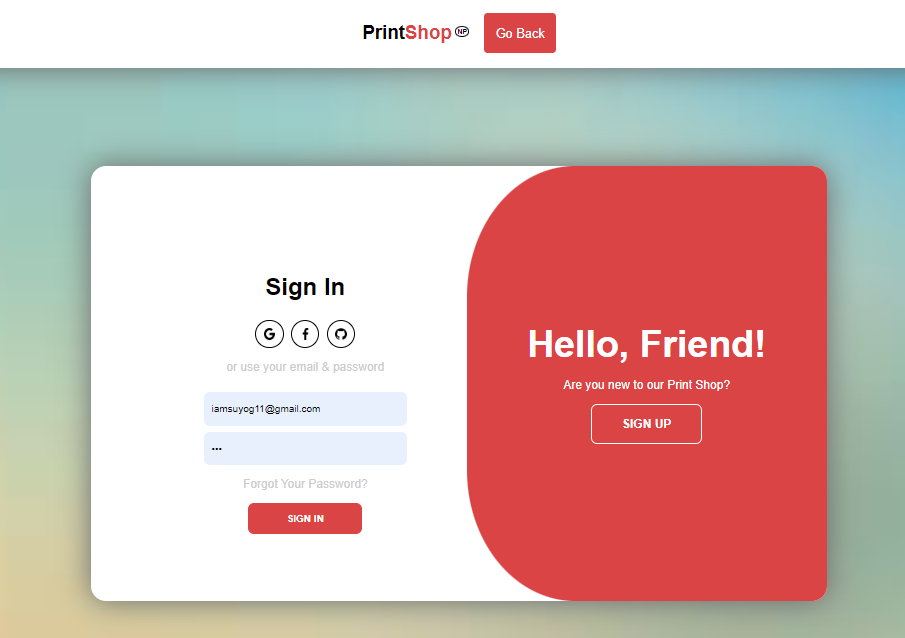 PrintShop NP
Go Back
Sign In
G f
or use your email & password
iamsuyog11@gmail.com
•••
Forgot Your Password?
SIGN IN
Hello, Friend!
Are you new to our Print Shop?
SIGN UP